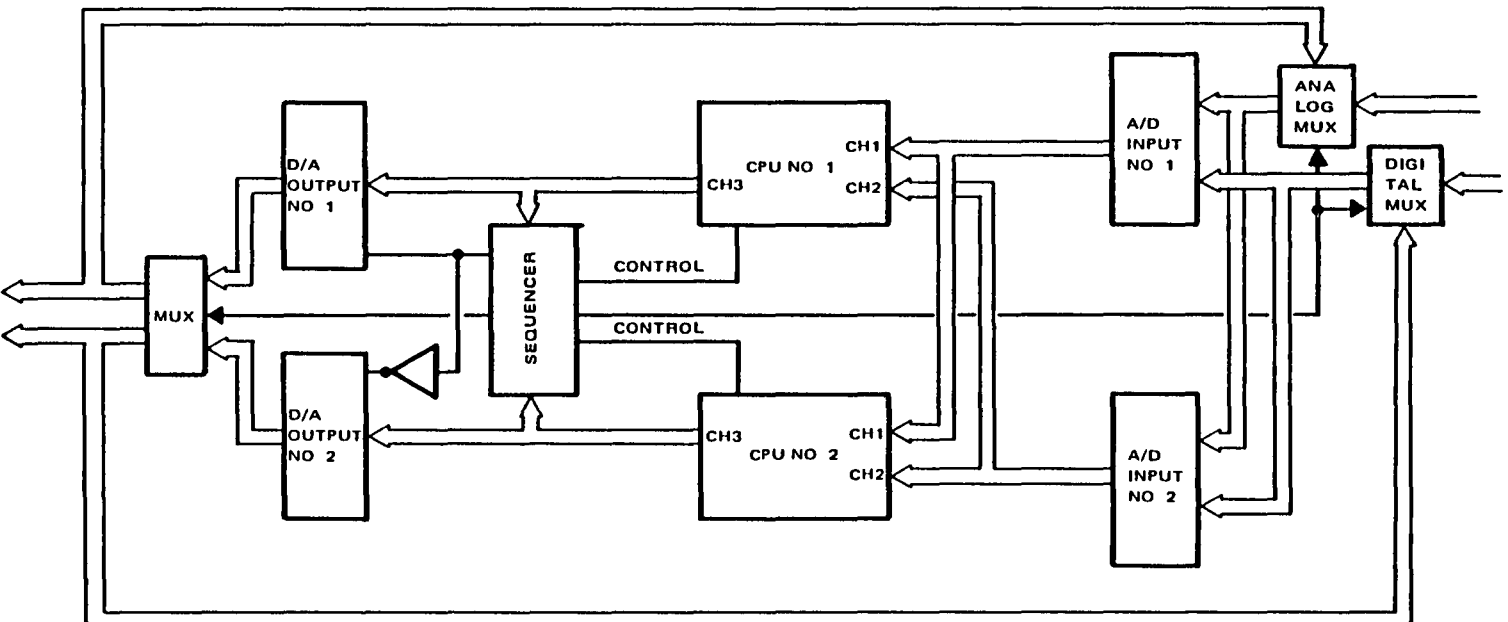 ANA
LOG
MUX
A/D
INPUT
NO 1
DIGI
TAL
MUX
D/A
OUTPUT
NO 1
CPU NO 1
CH1
CH2
CH3
SEQUENCER
CONTROL
CONTROL
MUX
D/A
OUTPUT
NO 2
CH3
CPU NO 2
CH1
CH2
A/D
INPUT
NO 2